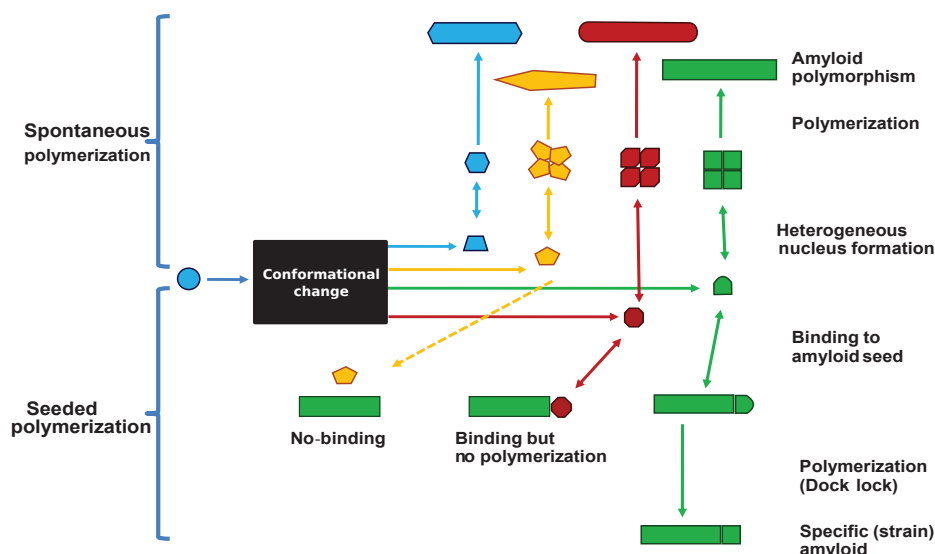 Amyloid
polymorphism
Spontaneous
polymerization
Polymerization
Heterogeneous
nucleus formation
Conformational
change
Binding to
amyloid seed
Seeded
polymerization
No-binding
Binding but
no polymerization
Polymerization
(Dock lock)
Specific (strain)
amyloid